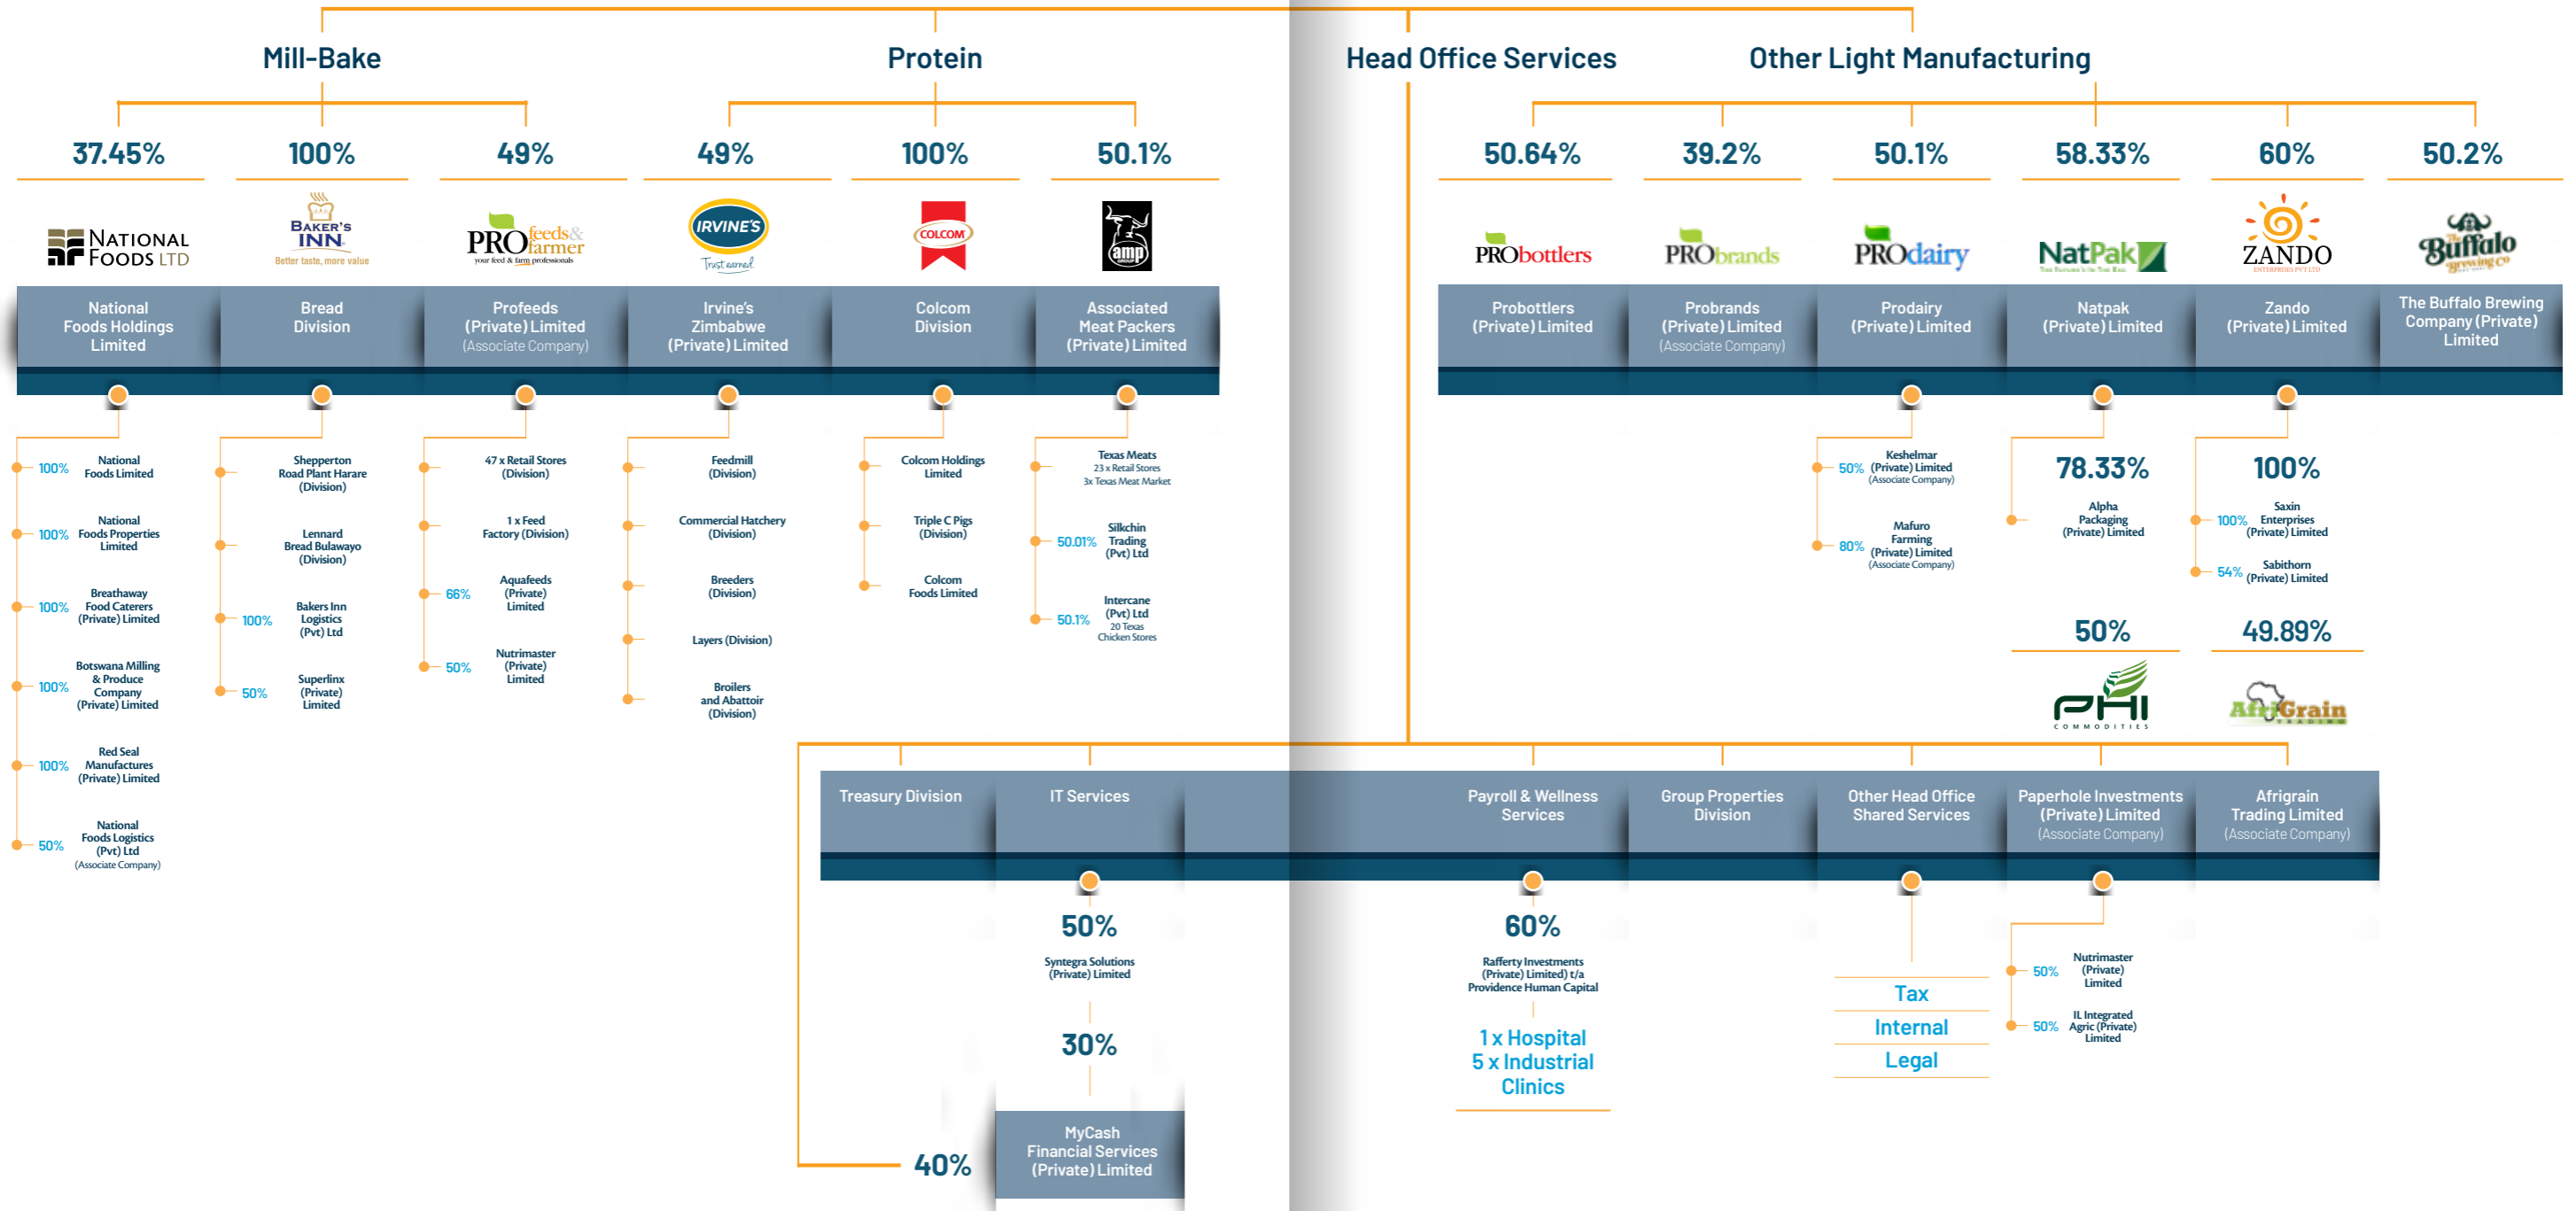 Mill-Bake
Protein
Head Office Services
Other Light Manufacturing
37.45%
100%
49%
49%
100%
50.1%
50.64%
39.2%
50.1%
58.33%
60%
50.2%
NATIONAL
FOODS LTD
BAKER'S
INN
Better taste, more value
PROfeeds&
farmer
your feed & farm professionals
IRVINE'S
Trust earned
COLCOM
amp
PRObottlers
PRObrands
PROdairy
NatPak
ZANDO
ENTERPRISES PVT LTD
The
Buffalo
Brewing Co
National
Foods Holdings
Limited
Bread
Division
Profeeds
(Private) Limited
(Associate Company)
Irvine's
Zimbabwe
(Private) Limited
Colcom
Division
Associated
Meat Packers
(Private) Limited
Probottlers
(Private) Limited
Probrands
(Private) Limited
(Associate Company)
Prodairy
(Private) Limited
Natpak
(Private) Limited
Zando
(Private) Limited
The Buffalo Brewing
Company (Private)
Limited
100%
National
Foods Limited
100%
National
Foods Properties
Limited
100%
Breathaway
Food Caterers
(Private) Limited
100%
Botswana Milling
& Produce
Company
(Private) Limited
100%
Red Seal
Manufactures
(Private) Limited
50%
National
Foods Logistics
(Pvt) Ltd
(Associate Company)
Shepperton
Road Plant Harare
(Division)
Lennard
Bread Bulawayo
(Division)
100%
Bakers Inn
Logistics
(Pvt) Ltd
50%
Superlinx
(Private)
Limited
47 x Retail Stores
(Division)
1 x Feed
Factory (Division)
66%
Aquafeeds
(Private)
Limited
50%
Nutrimaster
(Private)
Limited
Feedmill
(Division)
Commercial Hatchery
(Division)
Breeders
(Division)
Layers (Division)
Broilers
and Abattoir
(Division)
Colcom Holdings
Limited
Triple C Pigs
(Division)
Colcom
Foods Limited
Texas Meats
23 x Retail Stores
3x Texas Meat Market
50.01%
Silkchin
Trading
(Pvt) Ltd
50.1%
Intercane
(Pvt) Ltd
20 Texas
Chicken Stores
50%
Keshelmar
(Private) Limited
(Associate Company)
80%
Mafuro
Farming
(Private) Limited
(Associate Company)
78.33%
Alpha
Packaging
(Private) Limited
100%
100%
Saxin
Enterprises
(Private) Limited
54%
Sabithorn
(Private) Limited
50%
PHI
COMMODITIES
49.89%
AfriGrain
TRADING
Treasury Division
IT Services
Payroll & Wellness
Services
Group Properties
Division
Other Head Office
Shared Services
Paperhole Investments
(Private) Limited
(Associate Company)
Afrigrain
Trading Limited
(Associate Company)
50%
Syntegra Solutions
(Private) Limited
30%
40%
MyCash
Financial Services
(Private) Limited
60%
Rafferty Investments
(Private) Limited) t/a
Providence Human Capital
1 x Hospital
5 x Industrial
Clinics
Tax
Internal
Legal
50%
Nutrimaster
(Private)
Limited
50%
IL Integrated
Agric (Private)
Limited